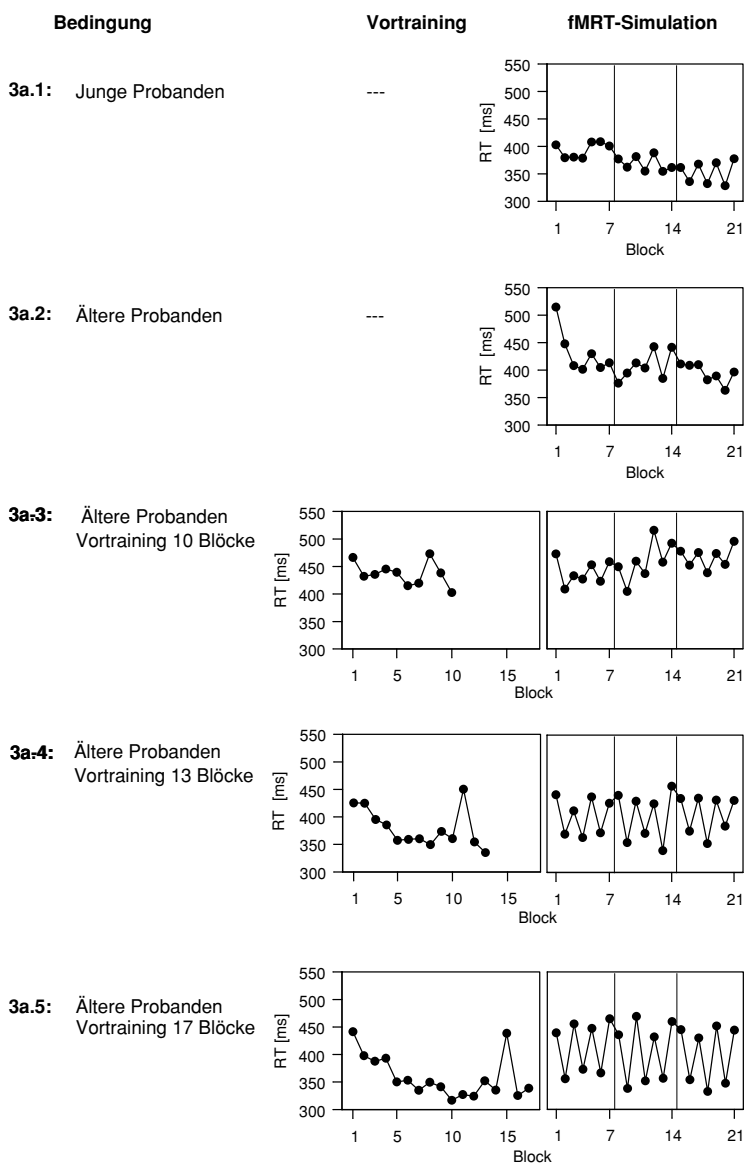 Bedingung Vortraining fMRT-Simulation
3a.1: Junge Probanden ---
550
500
450
400
350
300
RT [ms]
1 7 14 21
Block
3a.2: Ältere Probanden ---
550
500
450
400
350
300
RT [ms]
1 7 14 21
Block
3a-3: Ältere Probanden
Vortraining 10 Blöcke
550
500
450
400
350
300
RT [ms]
1 5 10 15 1 7 14 21
Block
3a-4: Ältere Probanden
Vortraining 13 Blöcke
550
500
450
400
350
300
RT [ms]
1 5 10 15 1 7 14 21
Block
3a.5: Ältere Probanden
Vortraining 17 Blöcke
550
500
450
400
350
300
RT [ms]
1 5 10 15 1 7 14 21
Block